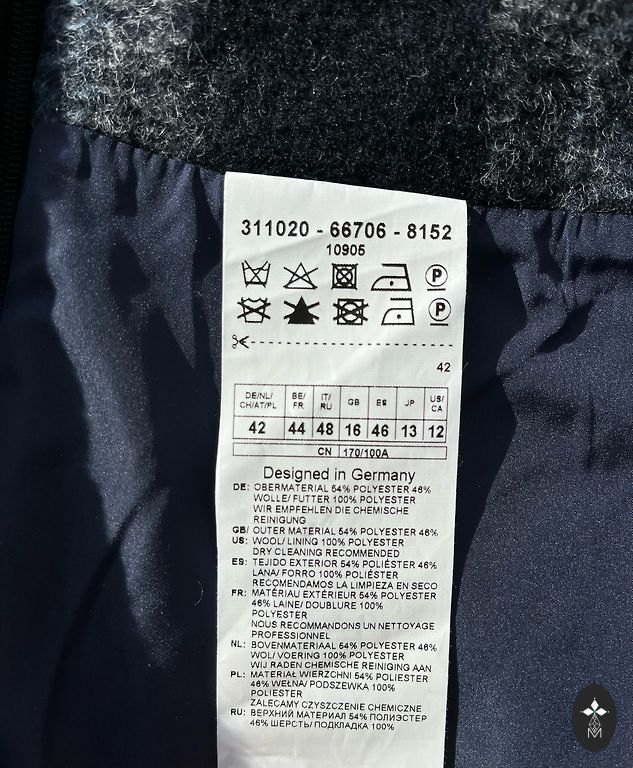 311020 - 66706 - 8152
10905
P
P
42
DE/NL/ CH/AT/PL BE/ FR IT/ RU GB ES JP US/ CA
42 44 48 16 46 13 12
CN 170/100A
Designed in Germany
DE: OBERMATERIAL 54% POLYESTER 46%
WOLLE/ FUTTER 100% POLYESTER
WIR EMPFEHLEN DIE CHEMISCHE
REINIGUNG
GB/ OUTER MATERIAL 54% POLYESTER 46%
US: WOOL/ LINING 100% POLYESTER
DRY CLEANING RECOMMENDED
ES: TEJIDO EXTERIOR 54% POLIÉSTER 46%
LANA/ FORRO 100% POLIÉSTER
RECOMENDAMOS LA LIMPIEZA EN SECO
FR: MATÉRIAU EXTÉRIEUR 54% POLYESTER
46% LAINE/ DOUBLURE 100%
POLYESTER
NOUS RECOMMANDONS UN NETTOYAGE
PROFESSIONNEL
NL: BOVENMATERIAAL 54% POLYESTER 46%
WOL/ VOERING 100% POLYESTER
WIJ RADEN CHEMISCHE REINIGING AAN
PL: MATERIAŁ WIERZCHNI 54% POLIESTER
46% WEŁNA/ PODSZEWKA 100%
POLIESTER
ZALECAMY CZYSZCZENIE CHEMICZNE
RU: ВЕРХНИЙ МАТЕРИАЛ 54% ПОЛИЭСТЕР
46% ШЕРСТЬ/ ПОДКЛАДКА 100%
M